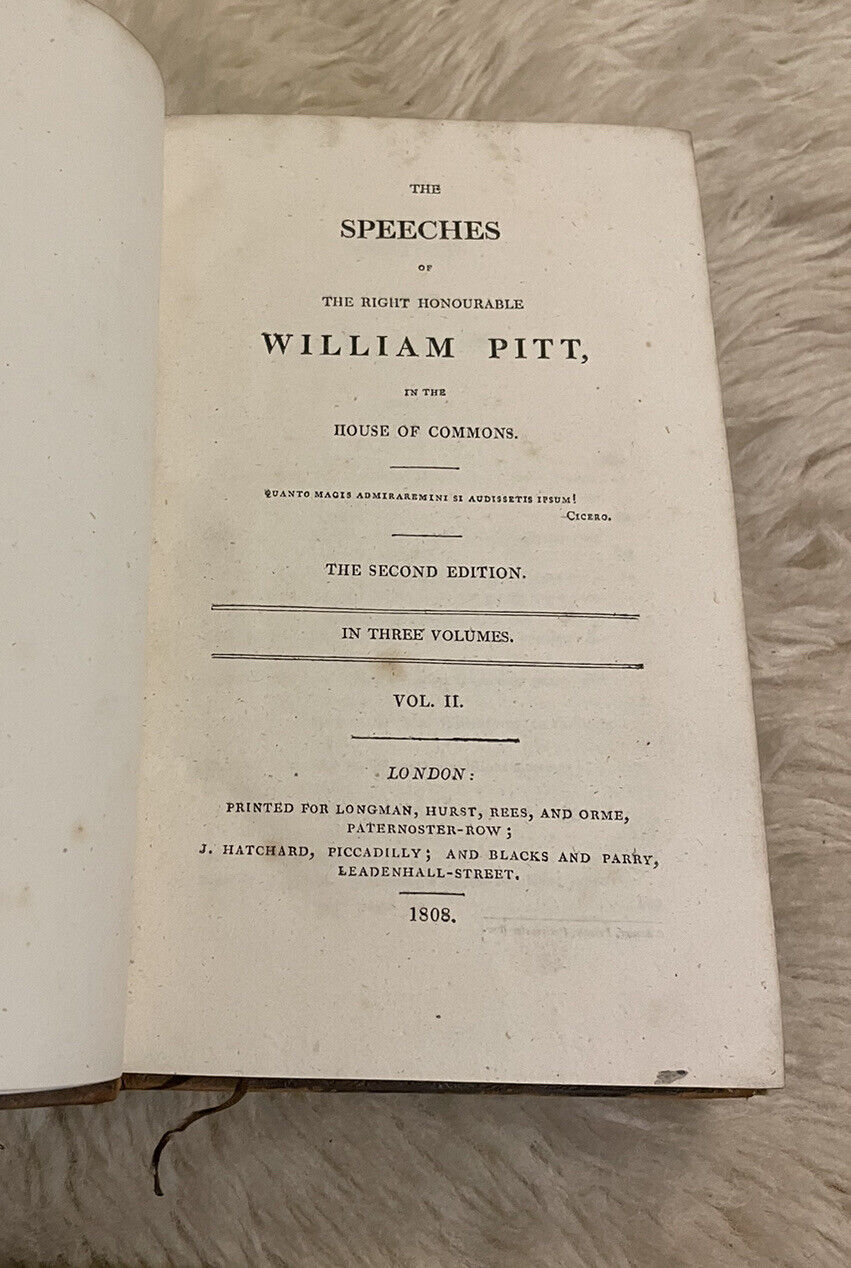 THE
SPEECHES
OF
THE RIGHT HONOURABLE
WILLIAM PITT,
IN THE
HOUSE OF COMMONS.
QUANTO MAGIS ADMIRAREMINI SI AUDISSETIS IPSUM!
CICERO.
THE SECOND EDITION.
IN THREE VOLUMES.
VOL. II.
LONDON:
PRINTED FOR LONGMAN, HURST, REES, AND ORME,
PATERNOSTER-ROW;
J. HATCHARD, PICCADILLY; AND BLACKS AND PARRY,
LEADENHALL-STREET.
1808.